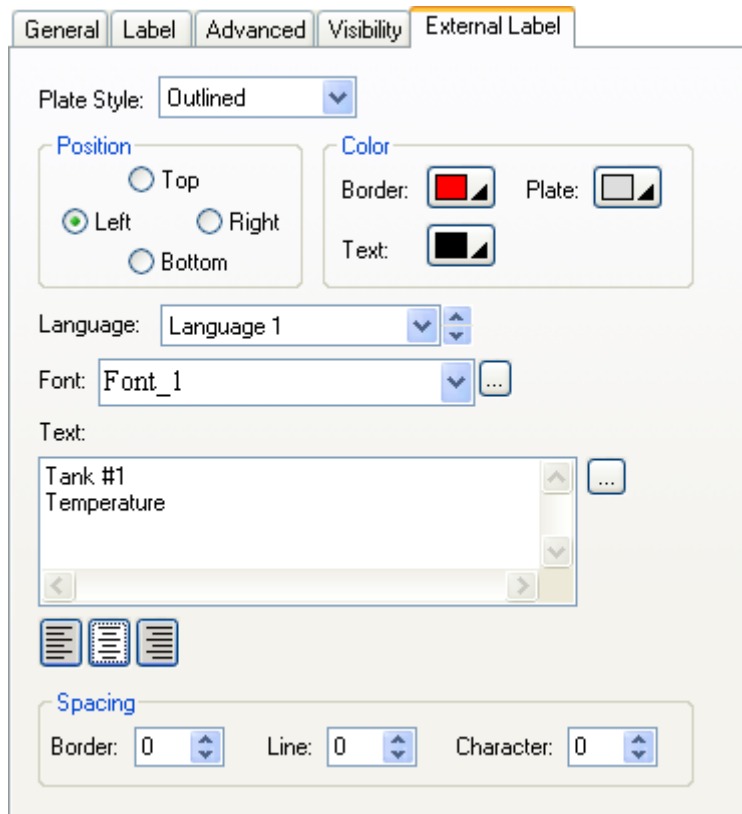 General Label Advanced Visibility External Label
Plate Style: Outlined
Position
Top
Left Right
Bottom
Color
Border: Plate:
Text:
Language: Language 1
Font: Font_1 ...
Text:
Tank #1
Temperature
...
Spacing
Border: 0 Line: 0 Character: 0